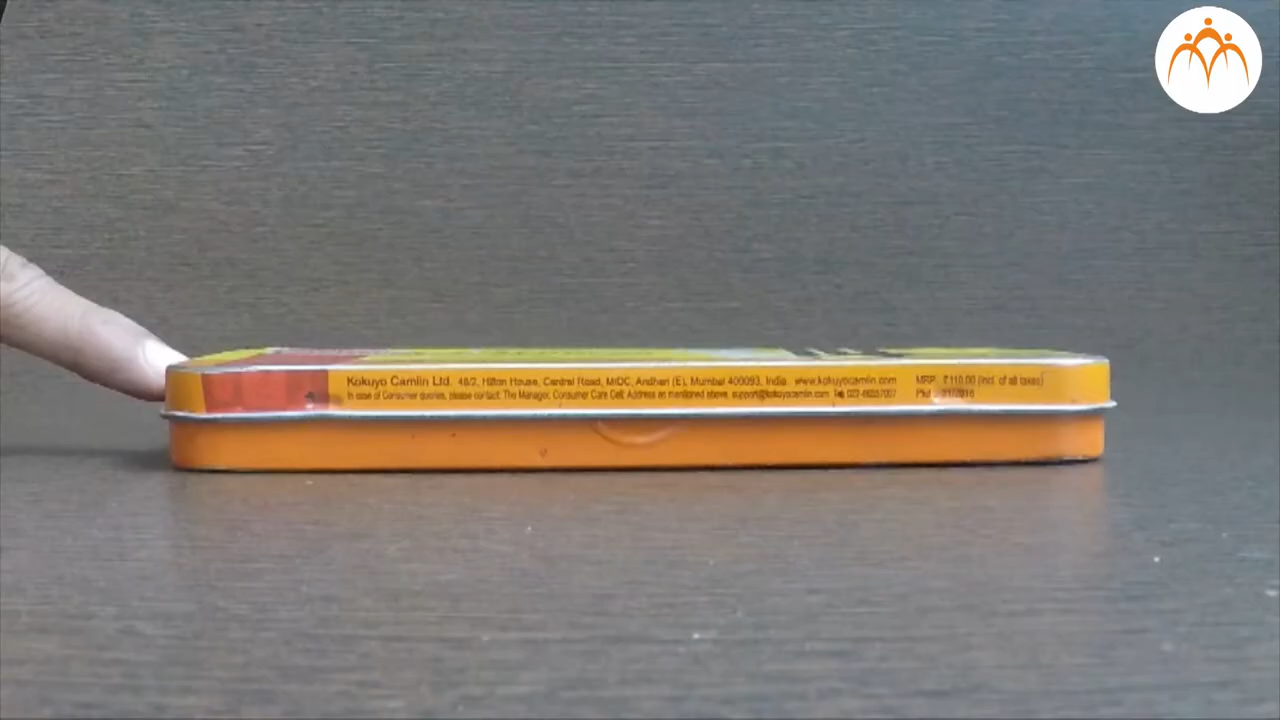 Kokuyo Camlin Ltd. 48/2, Hilton House, Central Road, MIDC, Andheri (E), Mumbai 400093, India. www.kokuyocamlin.com
In case of Consumer queries, please contact: The Manager, Consumer Care Cell: Address as mentioned above, support@kokuyocamlin.com Tel:
MRP ₹110.00 (incl. of all taxes)
Pkd